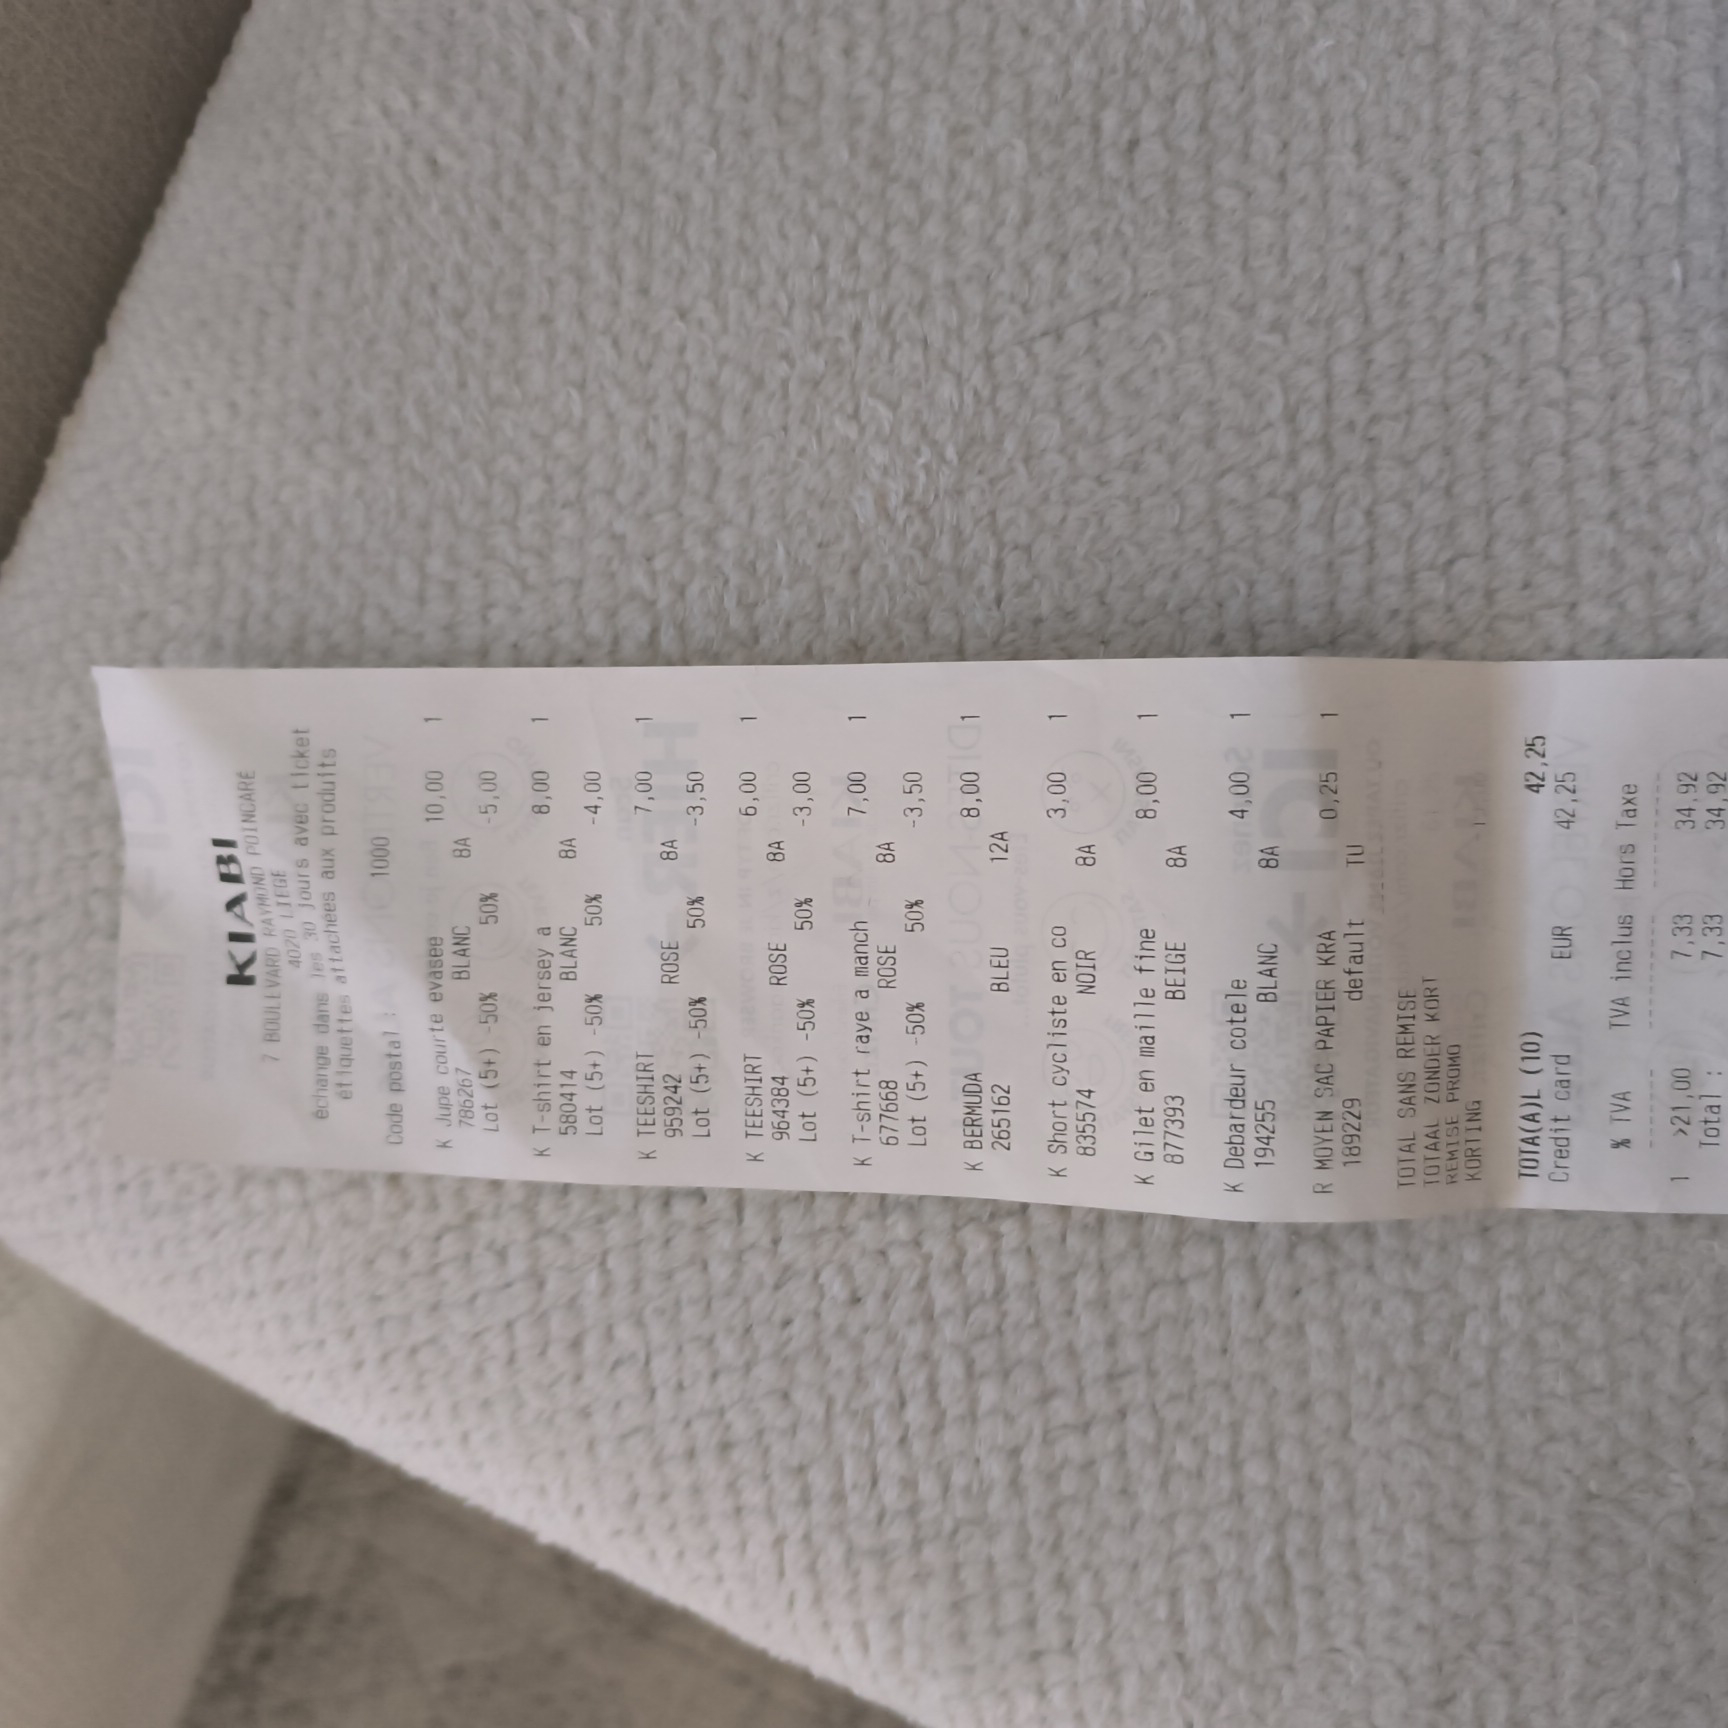 KIABI
7 BOULEVARD RAYMOND POINCARE
4020 LIEGE
échange dans les 30 jours avec ticket
étiquettes attachées aux produits
Code postal : 1000
K Jupe courte evasee 10,00 1
786267 BLANC 8A
Lot (5+) -50% 50% -5,00
K T-shirt en jersey a 8,00 1
580414 BLANC 8A
Lot (5+) -50% 50% -4,00
K TEESHIRT 7,00 1
959242 ROSE 8A
Lot (5+) -50% 50% -3,50
K TEESHIRT 6,00 1
964384 ROSE 8A
Lot (5+) -50% 50% -3,00
K T-shirt raye a manch 7,00 1
677668 ROSE 8A
Lot (5+) -50% 50% -3,50
K BERMUDA 8,00 1
265162 BLEU 12A
K Short cycliste en co 3,00 1
835574 NOIR 8A
K Gilet en maille fine 8,00 1
877393 BEIGE 8A
K Debardeur cotele 4,00 1
194255 BLANC 8A
R MOYEN SAC PAPIER KRA 0,25 1
189229 default TU
TOTAL SANS REMISE
TOTAAL ZONDER KORT
REMISE PROMO
KORTING
TOTA(A)L (10) 42,25
Credit card EUR 42,25
% TVA TVA inclus Hors Taxe
1 >21,00 7,33 34,92
Total : 7,33 34,92